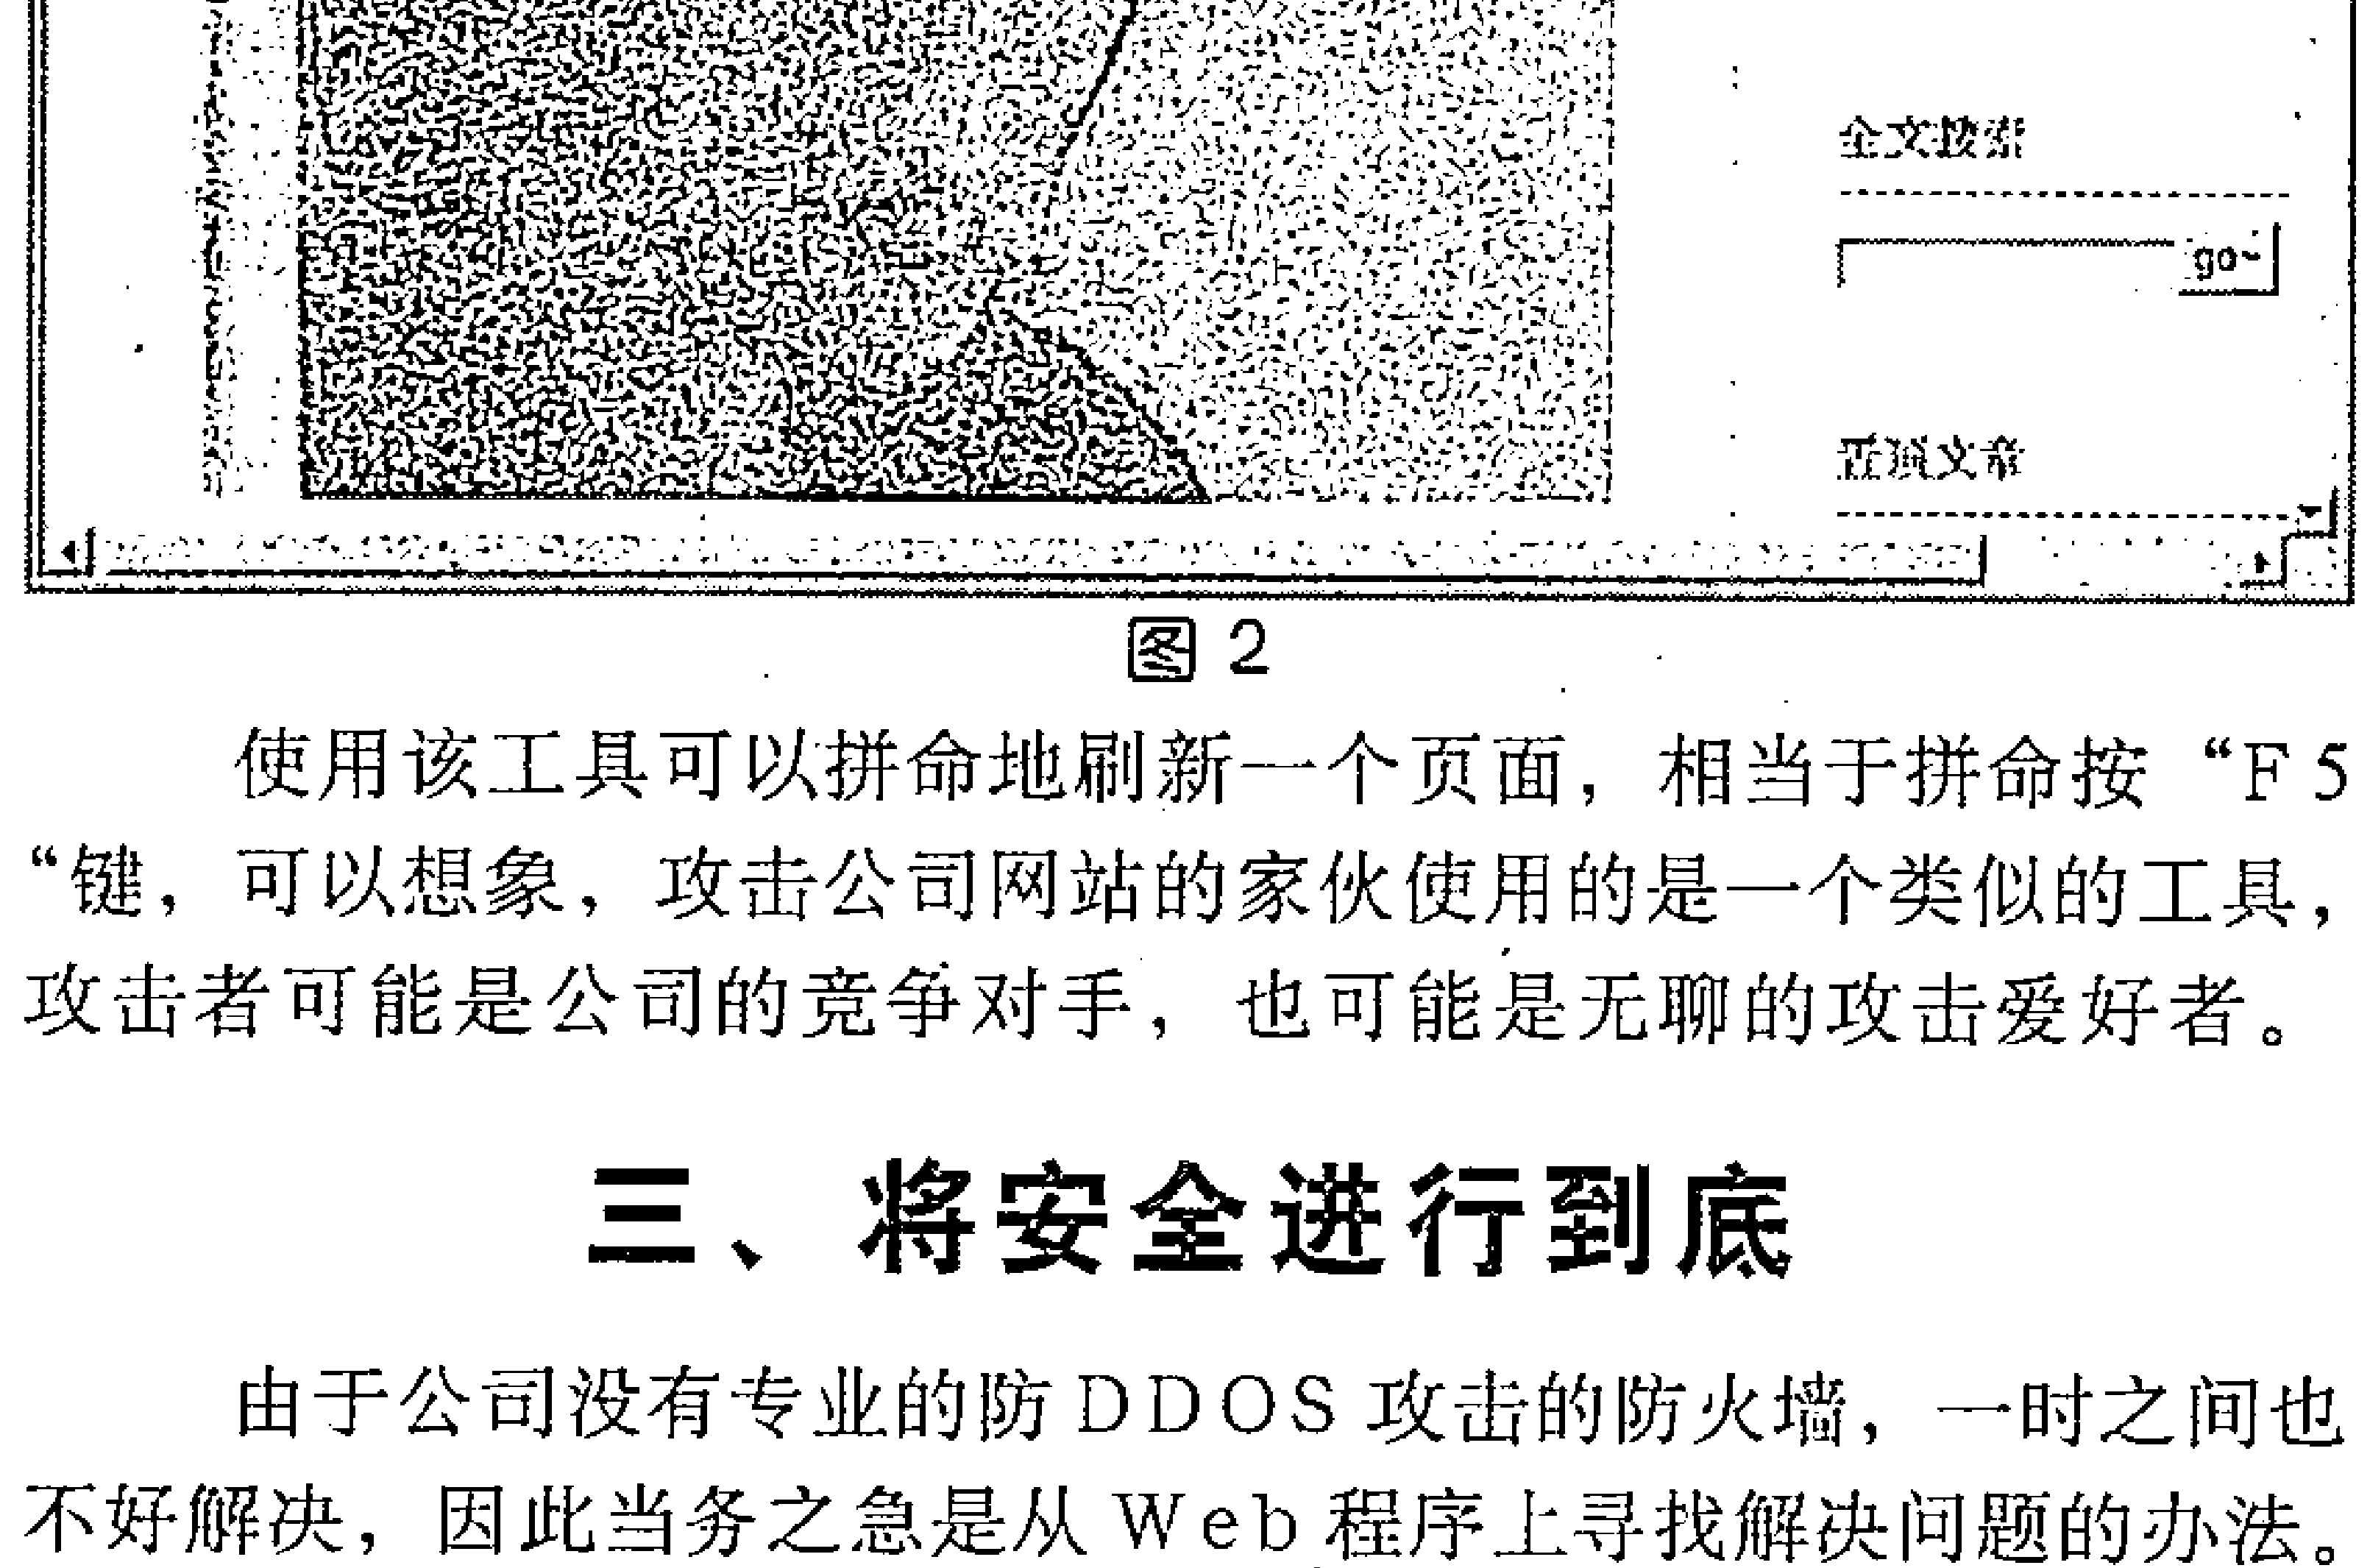 全文搜索
go~
置顶文章
图 2
使用该工具可以拼命地刷新一个页面，相当于拼命按“F5
“键，可以想象，攻击公司网站的家伙使用的是一个类似的工具，
攻击者可能是公司的竞争对手，也可能是无聊的攻击爱好者。
三、将安全进行到底
由于公司没有专业的防DDOS攻击的防火墙，一时之间也
不好解决，因此当务之急是从Web程序上寻找解决问题的办法。